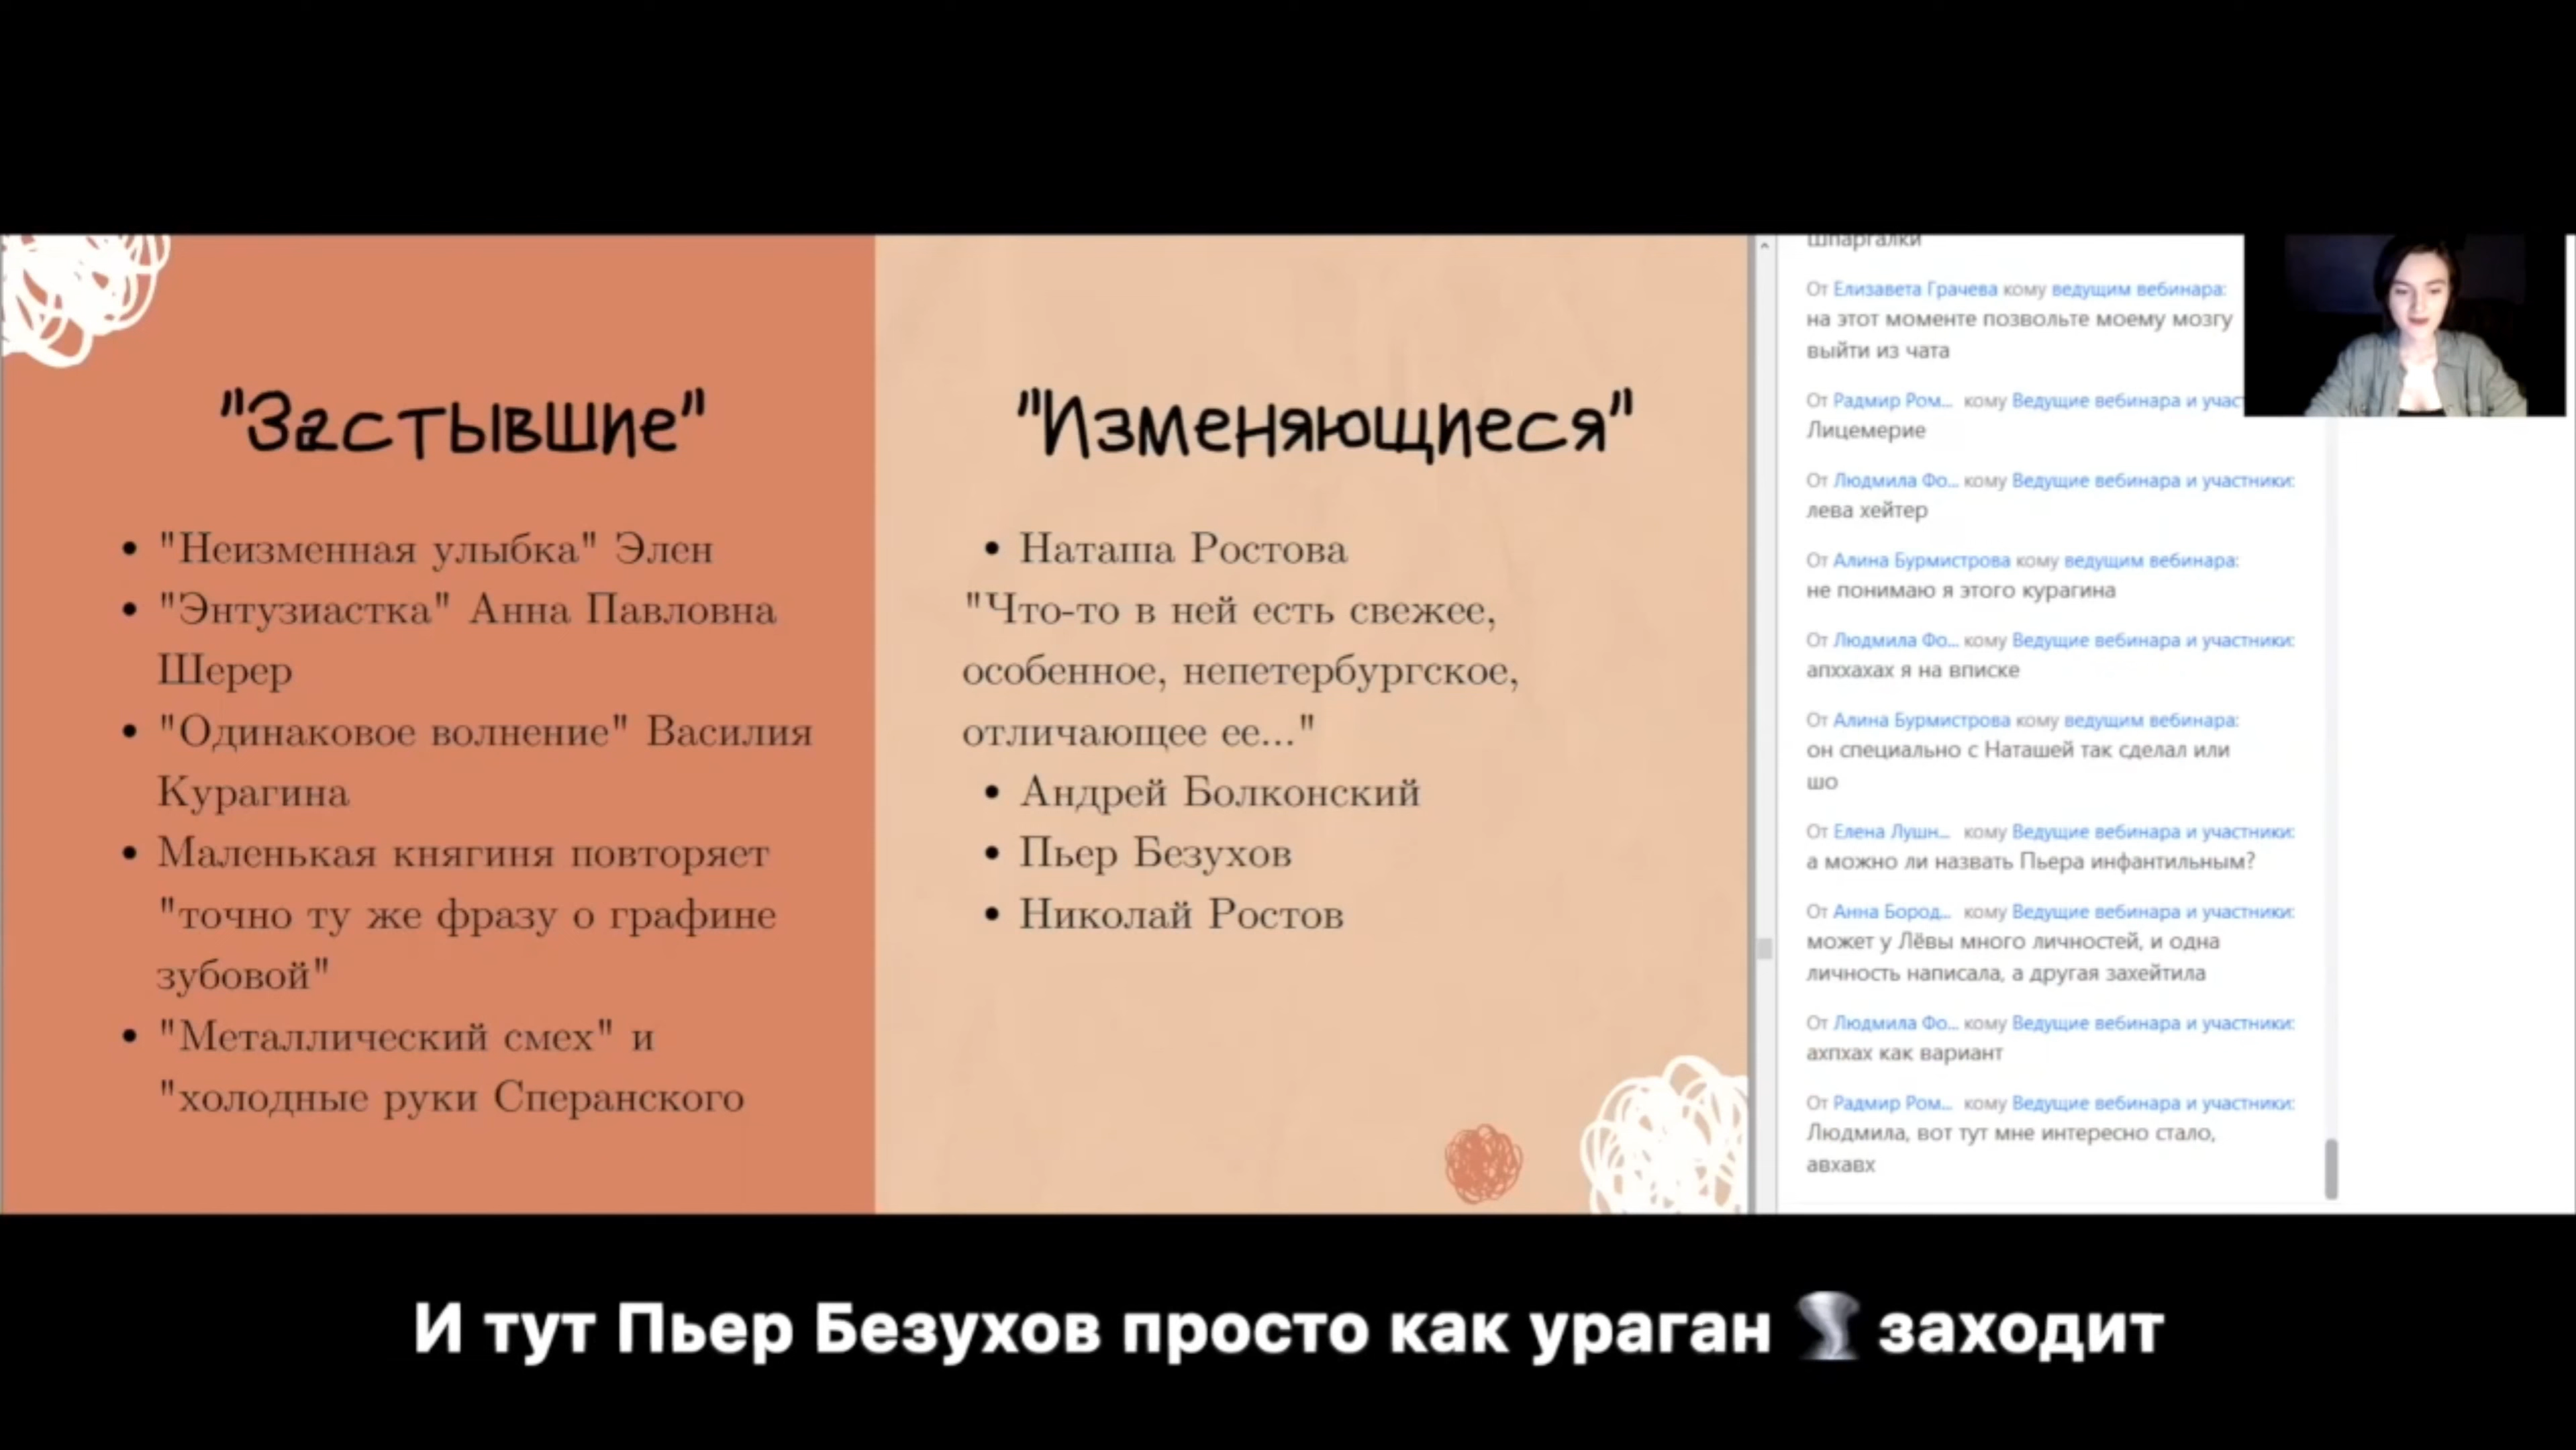 "Застывшие"
• "Неизменная улыбка" Элен
• "Энтузиастка" Анна Павловна
Шерер
• "Одинаковое волнение" Василия
Курагина
• Маленькая княгиня повторяет
"точно ту же фразу о графине
зубовой"
• "Металлический смех" и
"холодные руки Сперанского
"Изменяющиеся"
• Наташа Ростова
"Что-то в ней есть свежее,
особенное, непетербургское,
отличающее ее..."
• Андрей Болконский
• Пьер Безухов
• Николай Ростов
Шпаргалки
От Елизавета Грачева кому ведущим вебинара:
на этот моменте позвольте моему мозгу
выйти из чата
От Радмир Ром... кому Ведущие вебинара и учас
Лицемерие
От Людмила Фо... кому Ведущие вебинара и участники:
лева хейтер
От Алина Бурмистрова кому ведущим вебинара:
не понимаю я этого курагина
От Людмила Фо... кому Ведущие вебинара и участники:
апххахах я на вписке
От Алина Бурмистрова кому ведущим вебинара:
он специально с Наташей так сделал или
шо
От Елена Лушн... кому Ведущие вебинара и участники:
а можно ли назвать Пьера инфантильным?
От Анна Бород... кому Ведущие вебинара и участники:
может у Лёвы много личностей, и одна
личность написала, а другая захейтила
От Людмила Фо... кому Ведущие вебинара и участники:
ахпхах как вариант
От Радмир Ром... кому Ведущие вебинара и участники:
Людмила, вот тут мне интересно стало,
авхавх
И тут Пьер Безухов просто как ураган 🌪 заходит